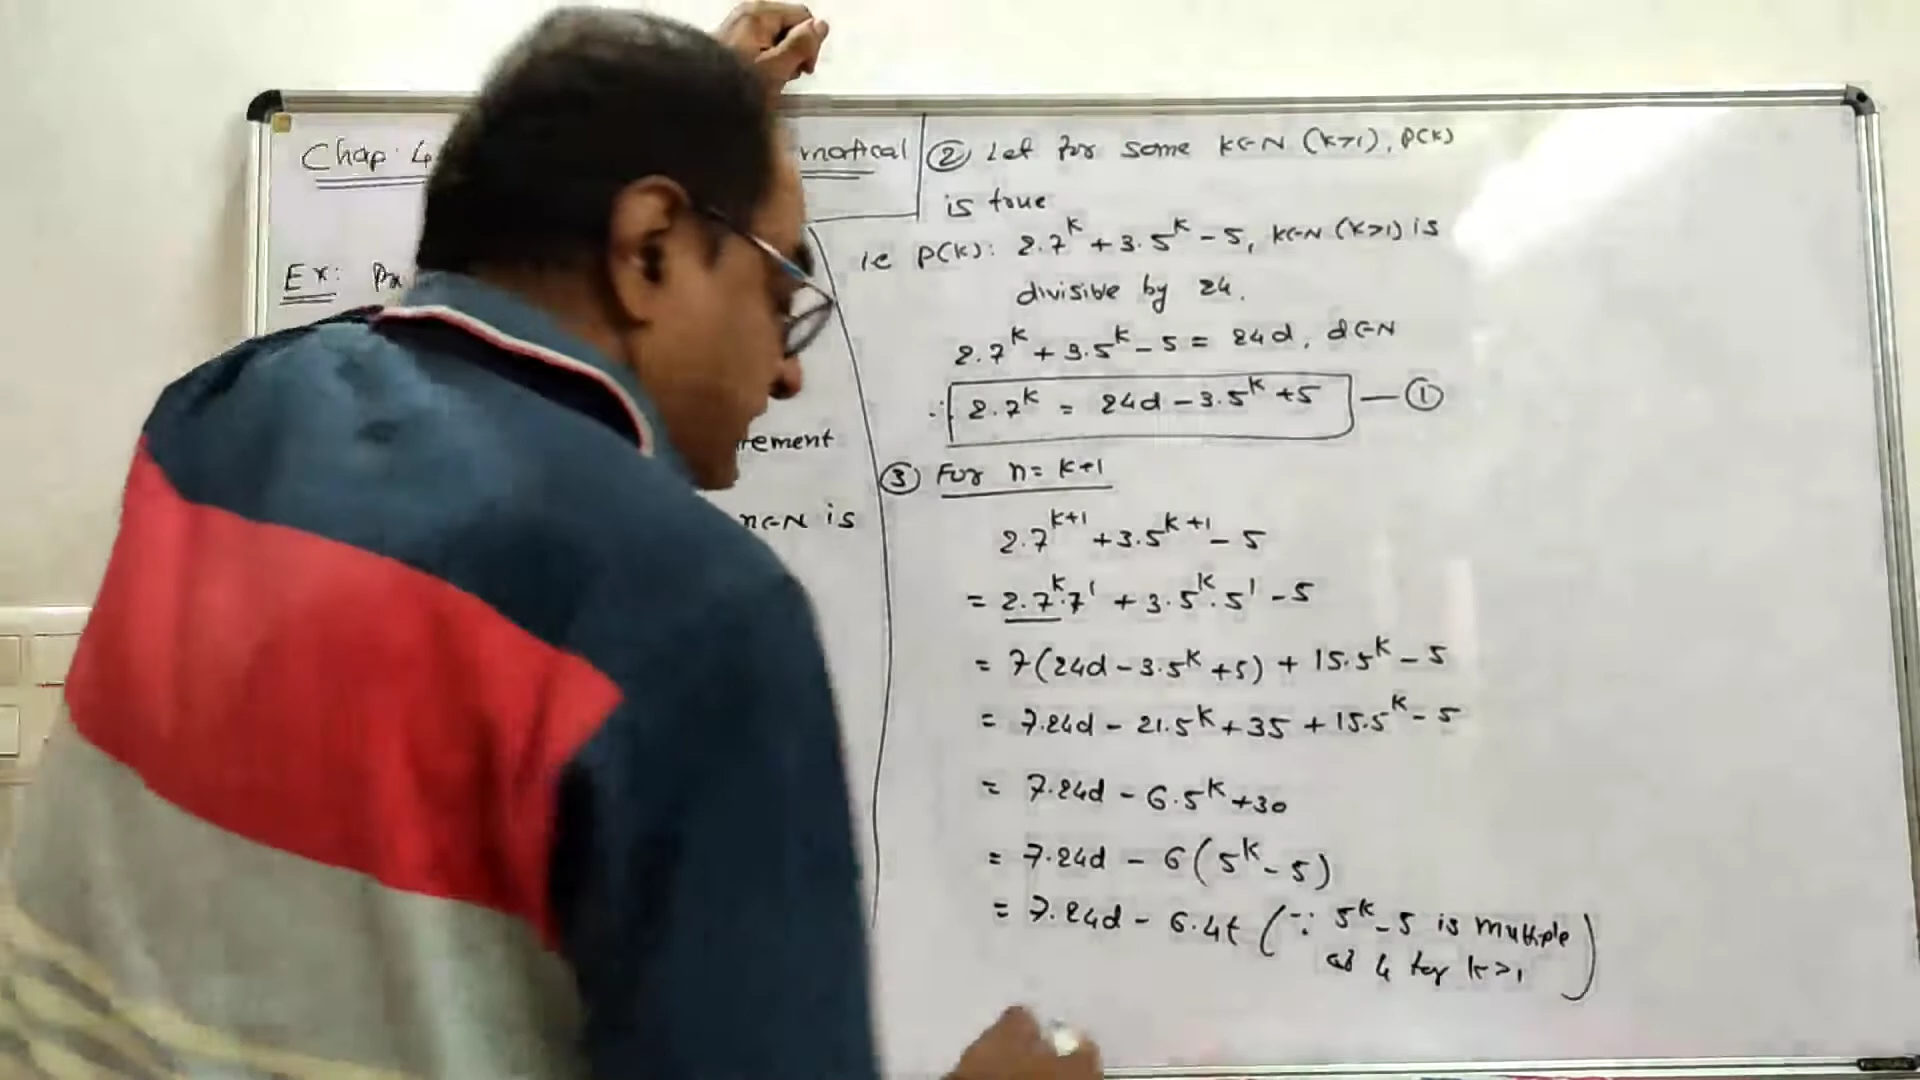 Chap. 4 matical
Ex:
rement
n∈N is
② Let for some k∈N (k>1), P(k)
is true
ie P(k): 2.7^k + 3.5^k - 5, k∈N (k>1) is
divisible by 24.
2.7^k + 3.5^k - 5 = 24d, d∈N
∴ 2.7^k = 24d - 3.5^k + 5 — ①
③ For n = k+1
2.7^k+1 + 3.5^k+1 - 5
= 2.7^k.7^1 + 3.5^k.5^1 - 5
= 7(24d - 3.5^k + 5) + 15.5^k - 5
= 7.24d - 21.5^k + 35 + 15.5^k - 5
= 7.24d - 6.5^k + 30
= 7.24d - 6(5^k - 5)
= 7.24d - 6.4t (∵ 5^k - 5 is multiple
of 4 for k>1)